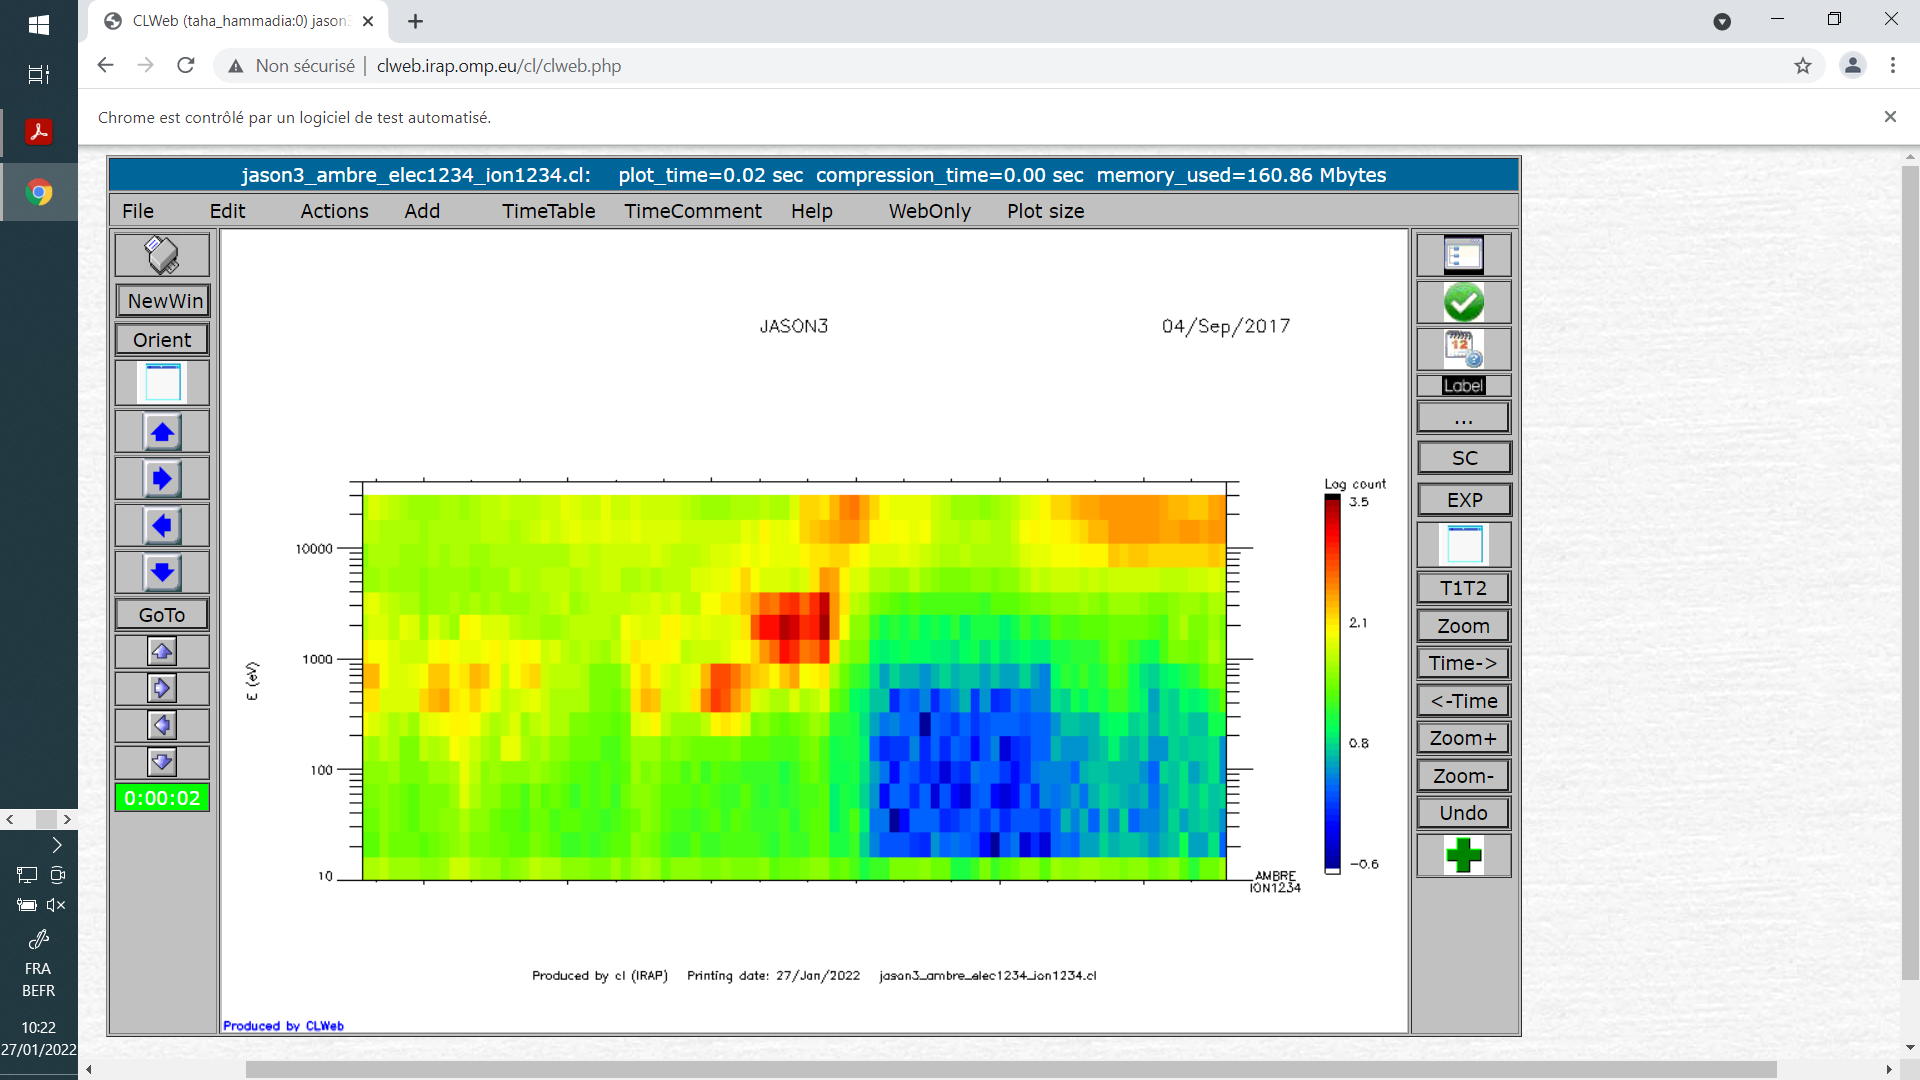 CLWeb (taha_hammadia:0) jason3
Non sécurisé | clweb.irap.omp.eu/cl/clweb.php
Chrome est contrôlé par un logiciel de test automatisé.
jason3_ambre_elec1234_ion1234.cl: plot_time=0.02 sec compression_time=0.00 sec memory_used=160.86 Mbytes
File Edit Actions Add TimeTable TimeComment Help WebOnly Plot size
NewWin
Orient
GoTo
0:00:02
JASON3 04/Sep/2017
Log count
3.5
2.1
0.8
-0.6
10000
1000
100
10
E (eV)
AMBRE
ION1234
Produced by cl (IRAP) Printing date: 27/Jan/2022 jason3_ambre_elec1234_ion1234.cl
Produced by CLWeb
12
Label
...
SC
EXP
T1T2
Zoom
Time->
<-Time
Zoom+
Zoom-
Undo
FRA
BEFR
10:22
27/01/2022